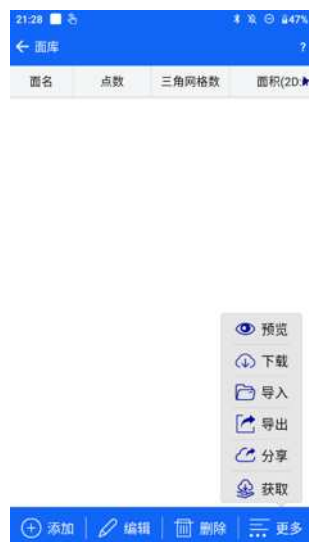 21:28 47%
面库 ?
面名 点数 三角网格数 面积(2D:
预览
下载
导入
导出
分享
获取
添加 编辑 删除 更多